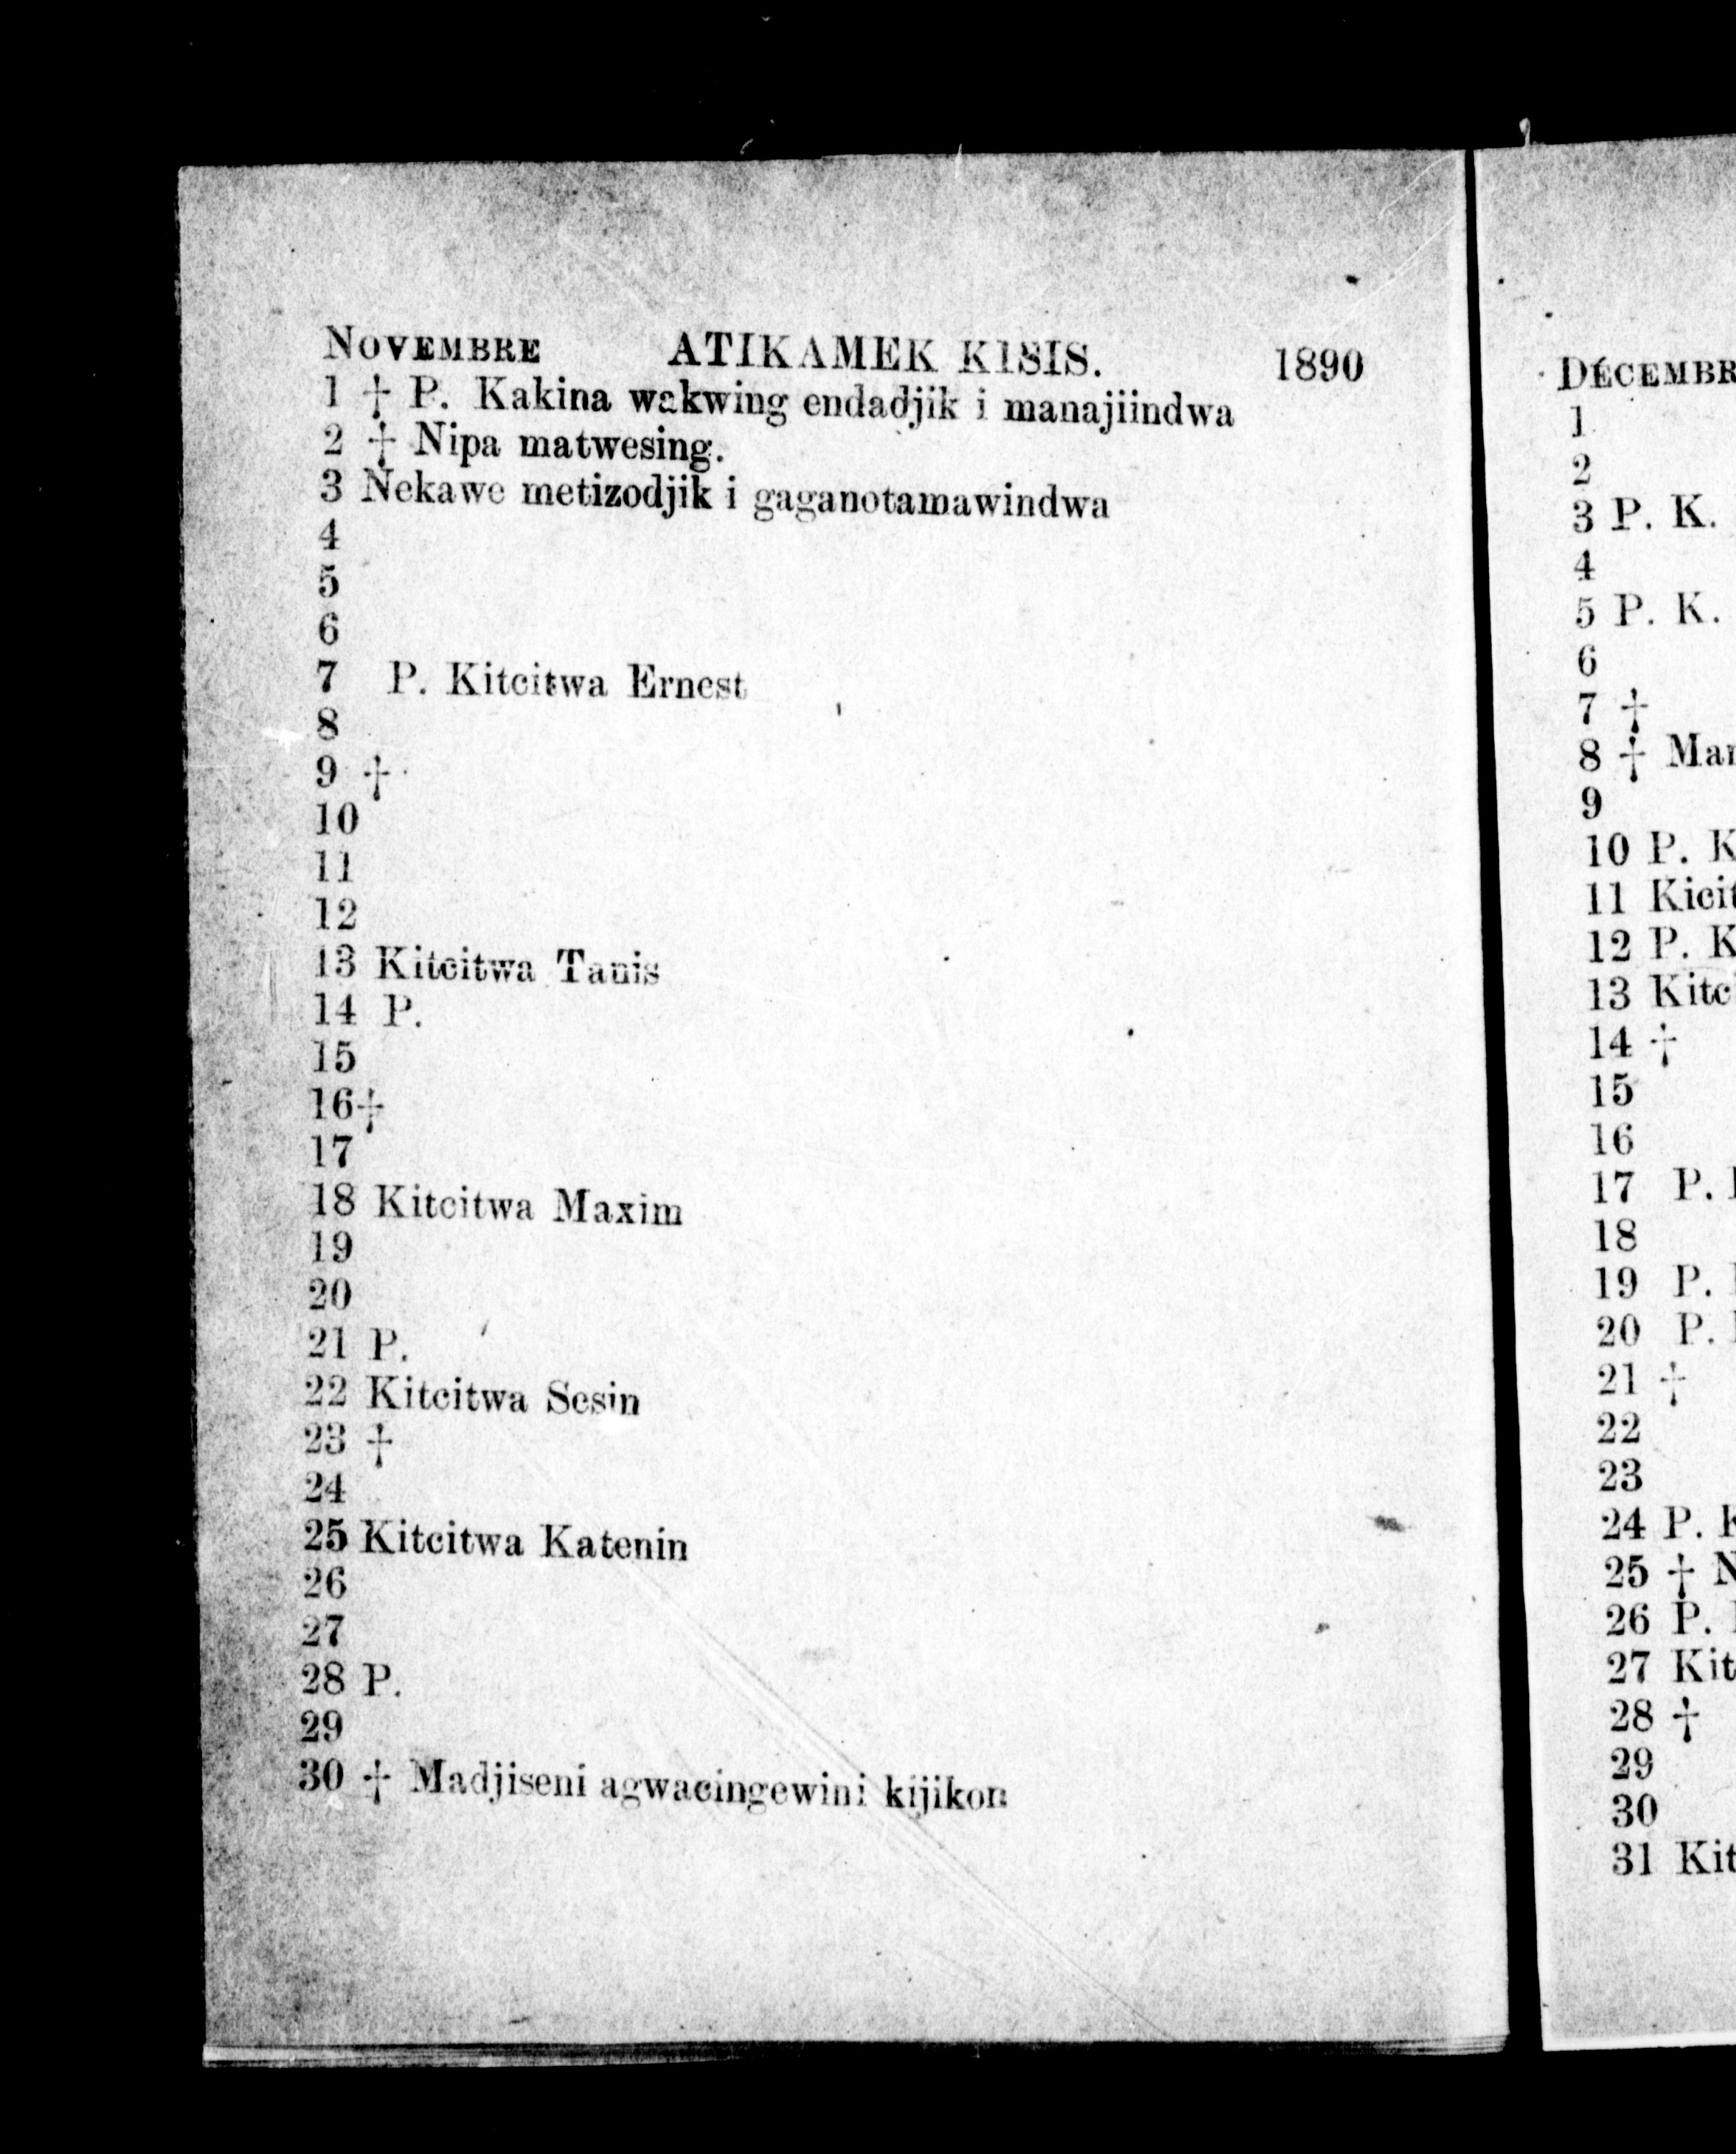 NOVEMBRE ATIKAMEK KISIS. 1890
1 † P. Kakina wakwing endadjik i manajiindwa
2 † Nipa matwesing.
3 Nekawe metizodjik i gaganotamawindwa
4
5
6
7 P. Kitcitwa Ernest
8
9 †
10
11
12
13 Kitcitwa Tanis
14 P.
15
16 †
17
18 Kitcitwa Maxim
19
20
21 P.
22 Kitcitwa Sesin
23 †
24
25 Kitcitwa Katenin
26
27
28 P.
29
30 † Madjiseni agwacingewini kijikon
DÉCEMBR
1
2
3 P. K.
4
5 P. K.
6
7 †
8 † Mar
9
10 P. K
11 Kicit
12 P. K
13 Kitc
14 †
15
16
17 P.
18
19 P.
20 P.
21 †
22
23
24 P. K
25 † N
26 P.
27 Kit
28 †
29
30
31 Kit